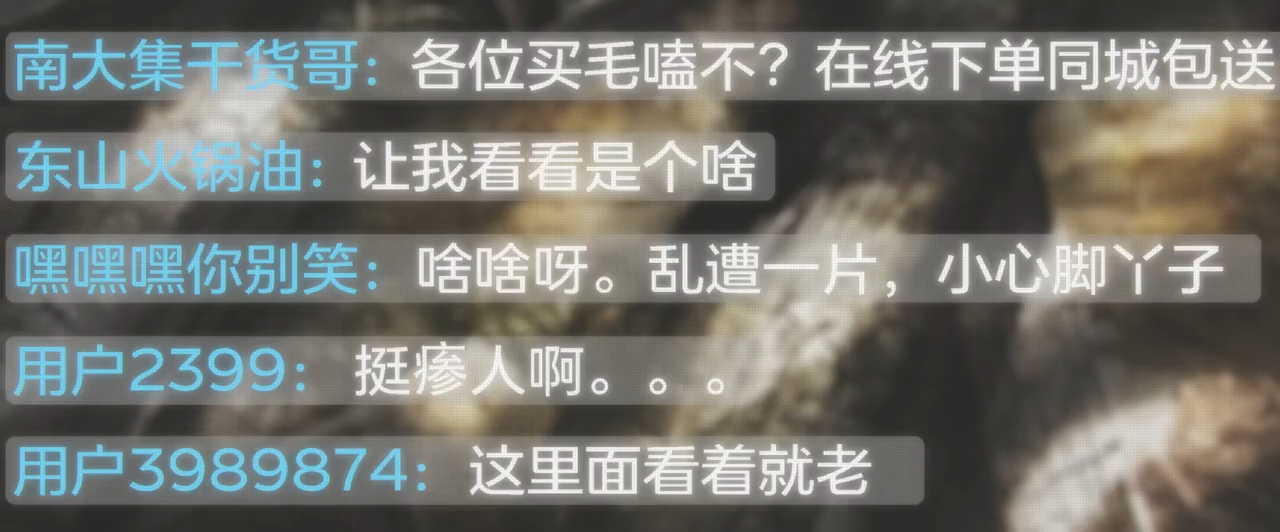 南大集干货哥：各位买毛嗑不？在线下单同城包送
东山火锅油：让我看看是个啥
嘿嘿嘿你别笑：啥啥呀。乱遭一片，小心脚丫子
用户2399：挺瘆人啊。。。
用户3989874：这里面看着就老